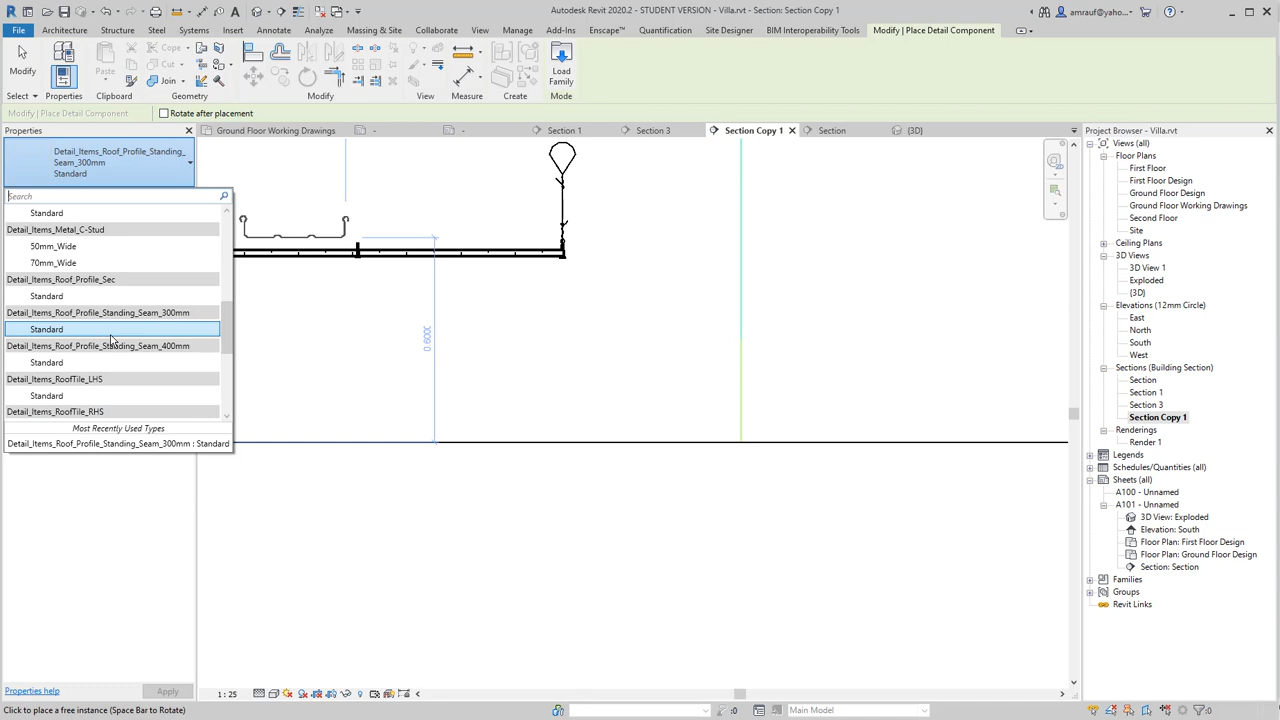 Autodesk Revit 2020.2 - STUDENT VERSION - Villa.rvt - Section: Section Copy 1
amrauf@yaho...
File
Architecture
Structure
Steel
Systems
Insert
Annotate
Analyze
Massing & Site
Collaborate
View
Manage
Add-Ins
Enscape™
Quantification
Site Designer
BIM Interoperability Tools
Modify | Place Detail Component
Modify
Paste
Cope
Cut
Join
Load
Family
Select
Properties
Clipboard
Geometry
Modify
View
Measure
Create
Mode
Modify | Place Detail Component
Rotate after placement
Properties
Ground Floor Working Drawings
-
-
Section 1
Section 3
Section Copy 1
Section
{3D}
Project Browser - Villa.rvt
Detail_Items_Roof_Profile_Standing_
Seam_300mm
Standard
Search
Standard
Detail_Items_Metal_C-Stud
50mm_Wide
70mm_Wide
Detail_Items_Roof_Profile_Sec
Standard
Detail_Items_Roof_Profile_Standing_Seam_300mm
Standard
Detail_Items_Roof_Profile_Standing_Seam_400mm
Standard
Detail_Items_RoofTile_LHS
Standard
Detail_Items_RoofTile_RHS
Most Recently Used Types
Detail_Items_Roof_Profile_Standing_Seam_300mm : Standard
0.6000
Views (all)
Floor Plans
First Floor
First Floor Design
Ground Floor Design
Ground Floor Working Drawings
Second Floor
Site
Ceiling Plans
3D Views
3D View 1
Exploded
{3D}
Elevations (12mm Circle)
East
North
South
West
Sections (Building Section)
Section
Section 1
Section 3
Section Copy 1
Renderings
Render 1
Legends
Schedules/Quantities (all)
Sheets (all)
A100 - Unnamed
A101 - Unnamed
3D View: Exploded
Elevation: South
Floor Plan: First Floor Design
Floor Plan: Ground Floor Design
Section: Section
Families
Groups
Revit Links
Properties help
Apply
1 : 25
Click to place a free instance (Space Bar to Rotate)
:0
Main Model
:0